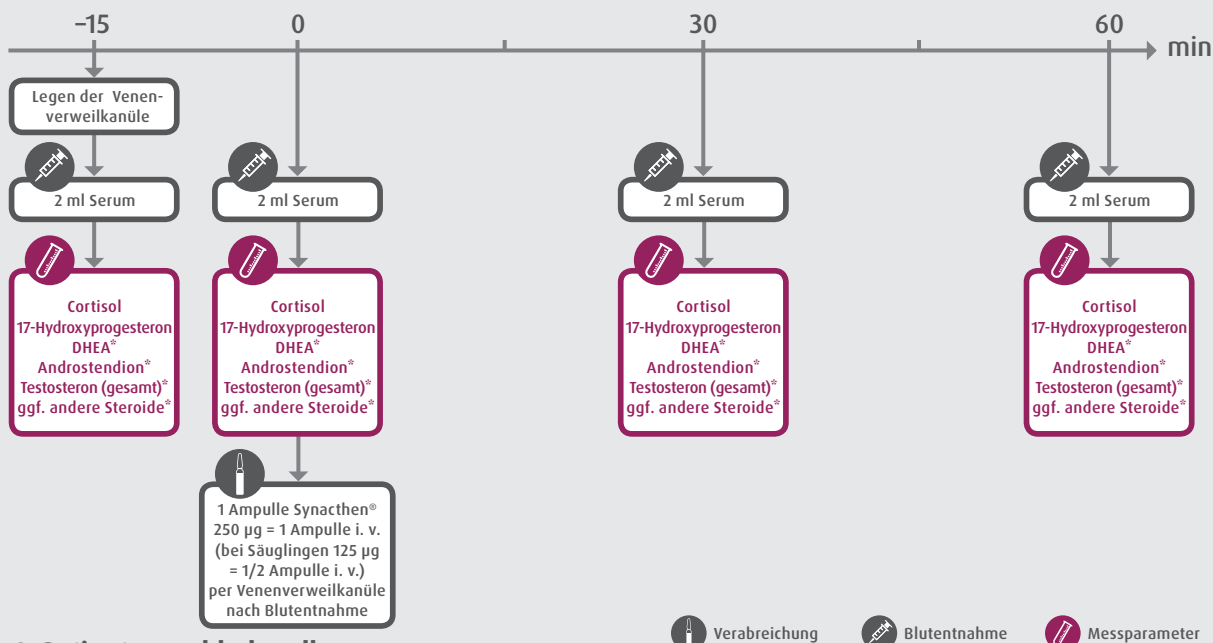 –15
0
30
60
min
Legen der Venen-
verweilkanüle
2 ml Serum
2 ml Serum
2 ml Serum
2 ml Serum
Cortisol
17-Hydroxyprogesteron
DHEA*
Androstendion*
Testosteron (gesamt)*
ggf. andere Steroide*
Cortisol
17-Hydroxyprogesteron
DHEA*
Androstendion*
Testosteron (gesamt)*
ggf. andere Steroide*
Cortisol
17-Hydroxyprogesteron
DHEA*
Androstendion*
Testosteron (gesamt)*
ggf. andere Steroide*
Cortisol
17-Hydroxyprogesteron
DHEA*
Androstendion*
Testosteron (gesamt)*
ggf. andere Steroide*
1 Ampulle Synacthen®
250 µg = 1 Ampulle i. v.
(bei Säuglingen 125 µg
= 1/2 Ampulle i. v.)
per Venenverweilkanüle
nach Blutentnahme
Verabreichung
Blutentnahme
Messparameter